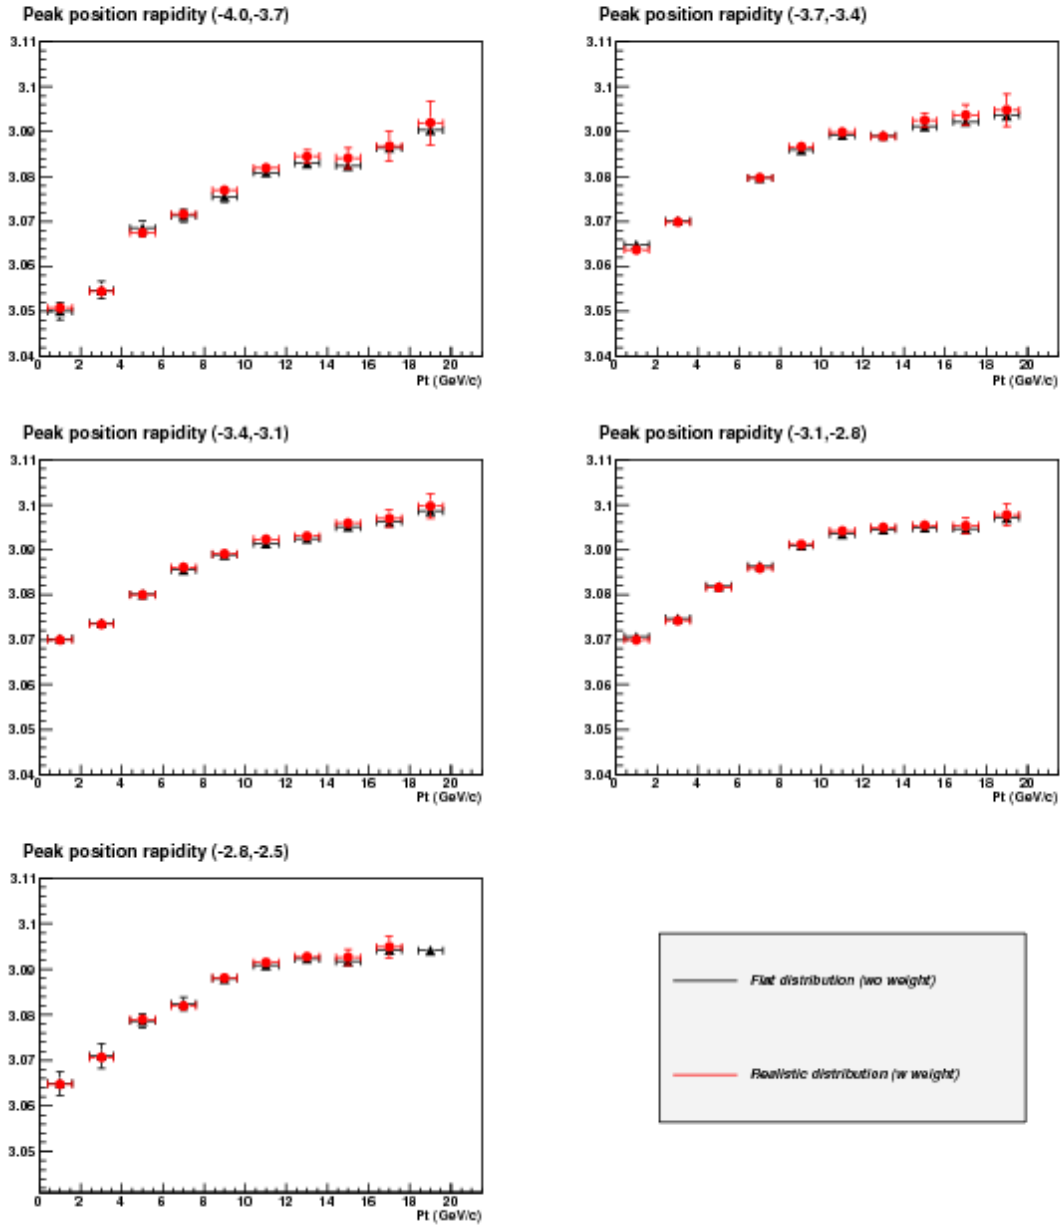 Peak position rapidity (-4.0,-3.7)
3.11
3.1
3.09
3.08
3.07
3.06
3.05
3.04
0 2 4 6 8 10 12 14 16 18 20
Pt (GeV/c)
Peak position rapidity (-3.7,-3.4)
3.11
3.1
3.09
3.08
3.07
3.06
3.05
3.04
0 2 4 6 8 10 12 14 16 18 20
Pt (GeV/c)
Peak position rapidity (-3.4,-3.1)
3.11
3.1
3.09
3.08
3.07
3.06
3.05
3.04
0 2 4 6 8 10 12 14 16 18 20
Pt (GeV/c)
Peak position rapidity (-3.1,-2.8)
3.11
3.1
3.09
3.08
3.07
3.06
3.05
3.04
0 2 4 6 8 10 12 14 16 18 20
Pt (GeV/c)
Peak position rapidity (-2.8,-2.5)
3.11
3.1
3.09
3.08
3.07
3.06
3.05
0 2 4 6 8 10 12 14 16 18 20
Pt (GeV/c)
Flat distribution (wo weight)
Realistic distribution (w weight)